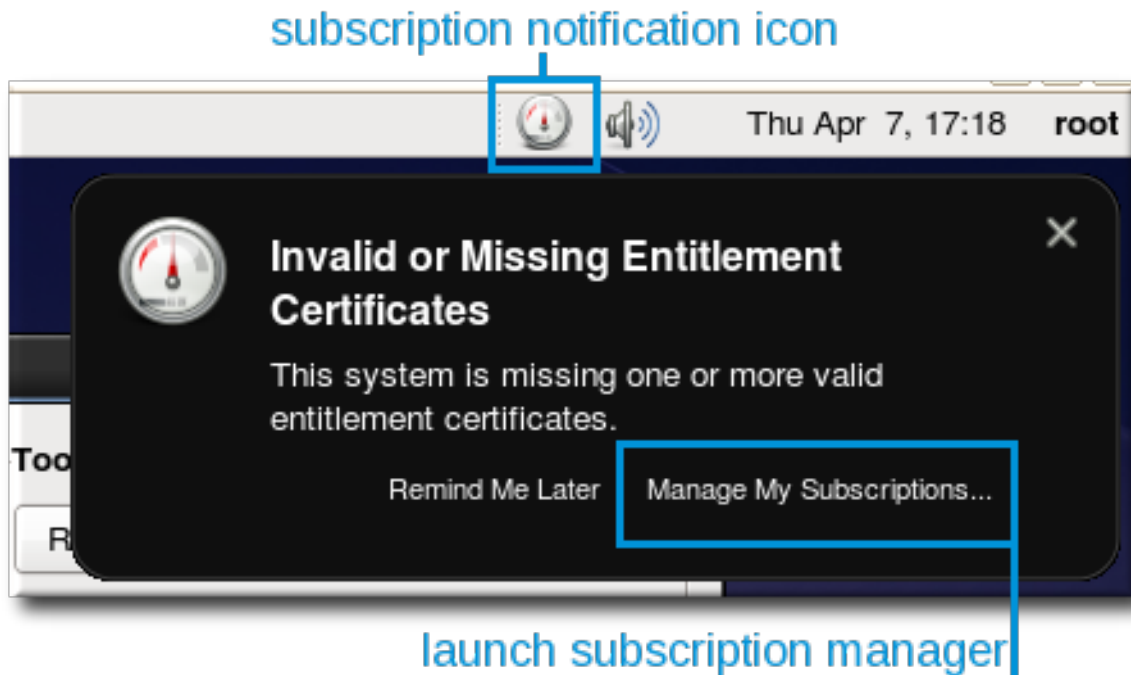 subscription notification icon
Thu Apr 7, 17:18 root
Invalid or Missing Entitlement
Certificates
This system is missing one or more valid
entitlement certificates.
Too
Remind Me Later Manage My Subscriptions...
R
launch subscription manager